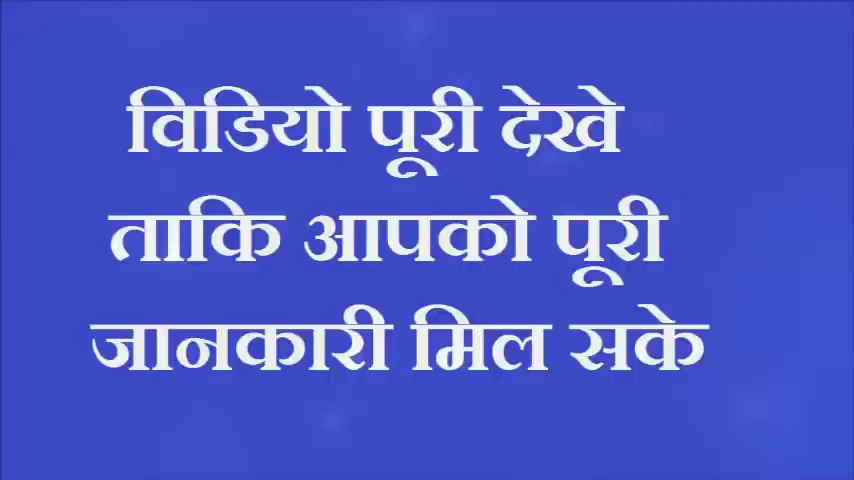 विडियो पूरी देखे
ताकि आपको पूरी
जानकारी मिल सके